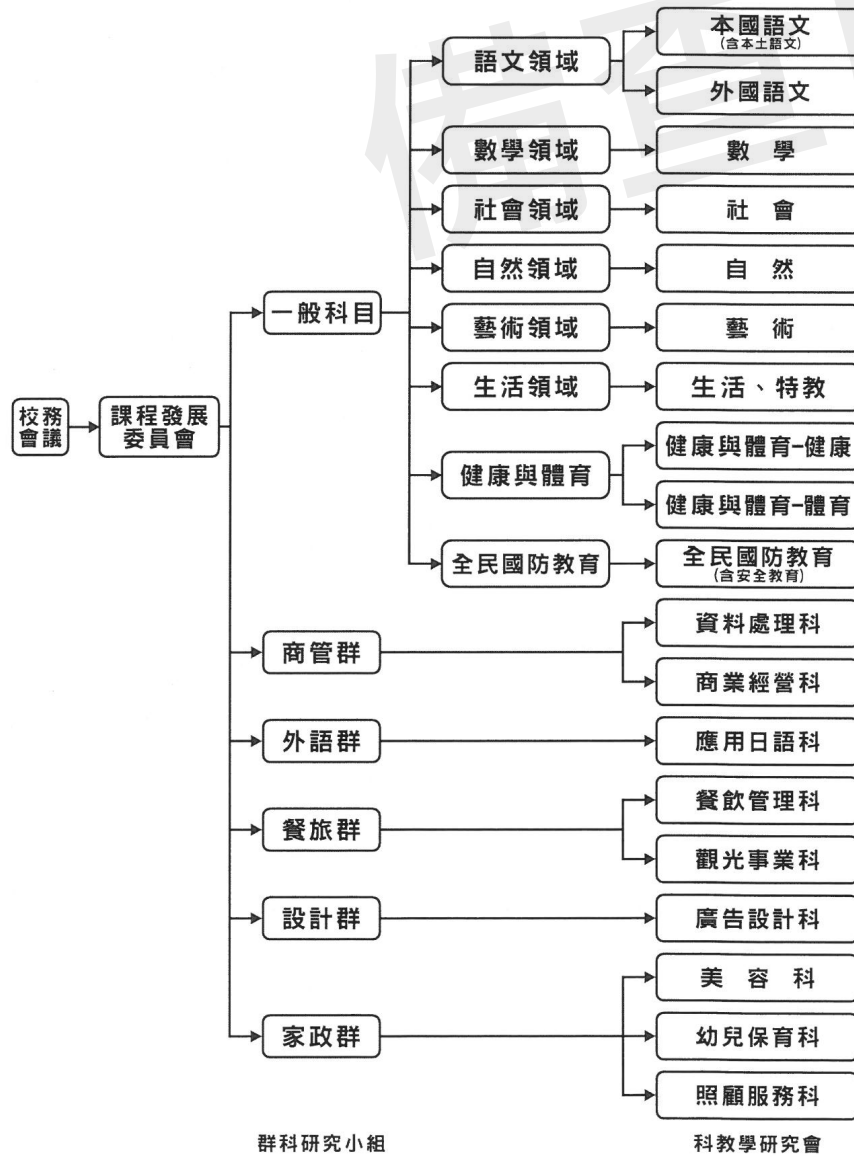 備查
校務
會議
課程發展
委員會
一般科目
語文領域
本國語文
(含本土語文)
外國語文
數學領域
數 學
社會領域
社 會
自然領域
自 然
藝術領域
藝 術
生活領域
生活、特教
健康與體育
健康與體育-健康
健康與體育-體育
全民國防教育
全民國防教育
(含安全教育)
商管群
資料處理科
商業經營科
外語群
應用日語科
餐旅群
餐飲管理科
觀光事業科
設計群
廣告設計科
家政群
美 容 科
幼兒保育科
照顧服務科
群科研究小組
科教學研究會